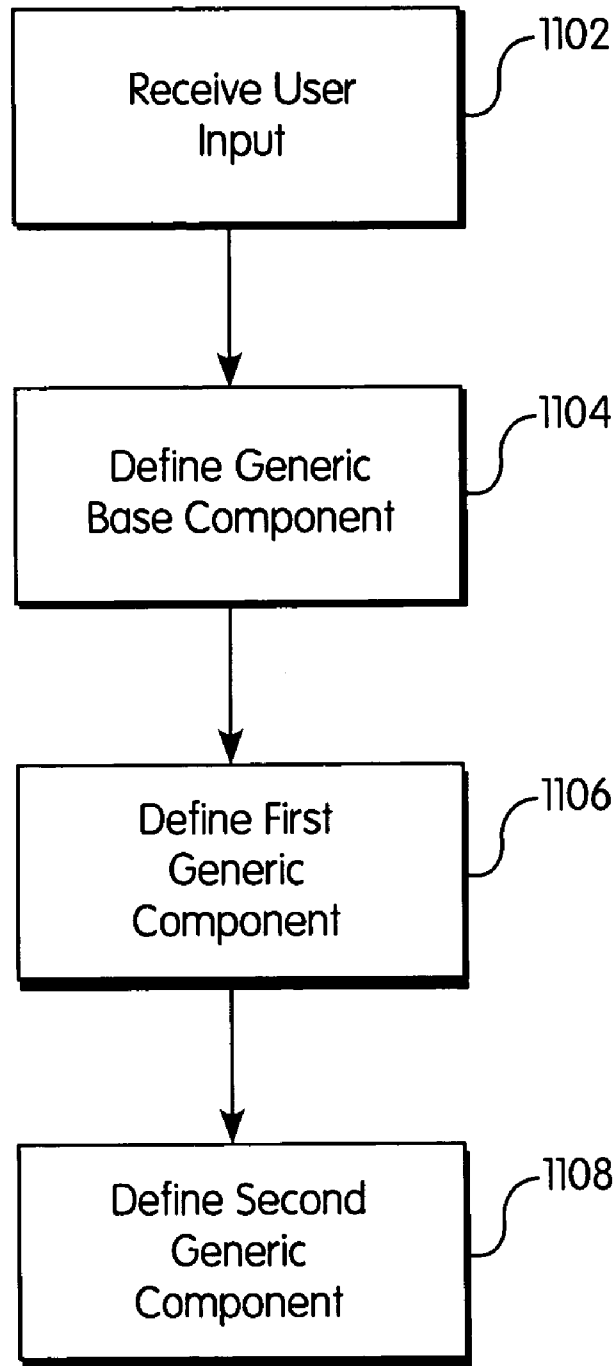 1102
Receive User
Input
1104
Define Generic
Base Component
1106
Define First
Generic
Component
1108
Define Second
Generic
Component